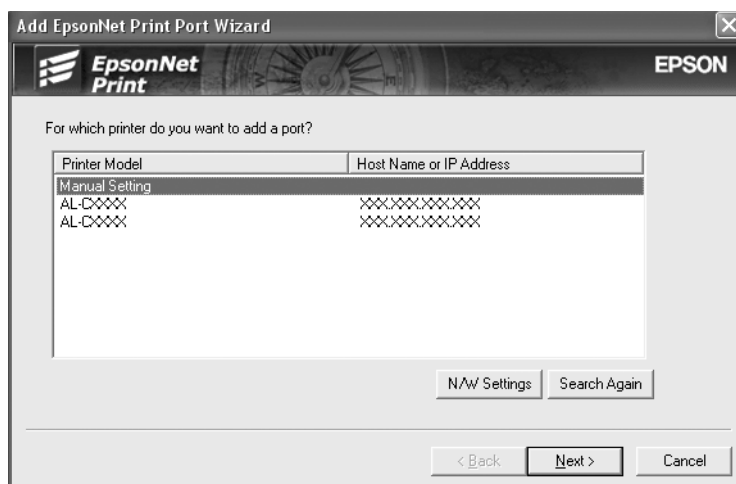 Add EpsonNet Print Port Wizard
EpsonNet
Print
EPSON
For which printer do you want to add a port?
Printer Model Host Name or IP Address
Manual Setting
AL-CXXXX XXX.XXX.XXX.XXX
AL-CXXXX XXX.XXX.XXX.XXX
N/W Settings Search Again
< Back Next > Cancel